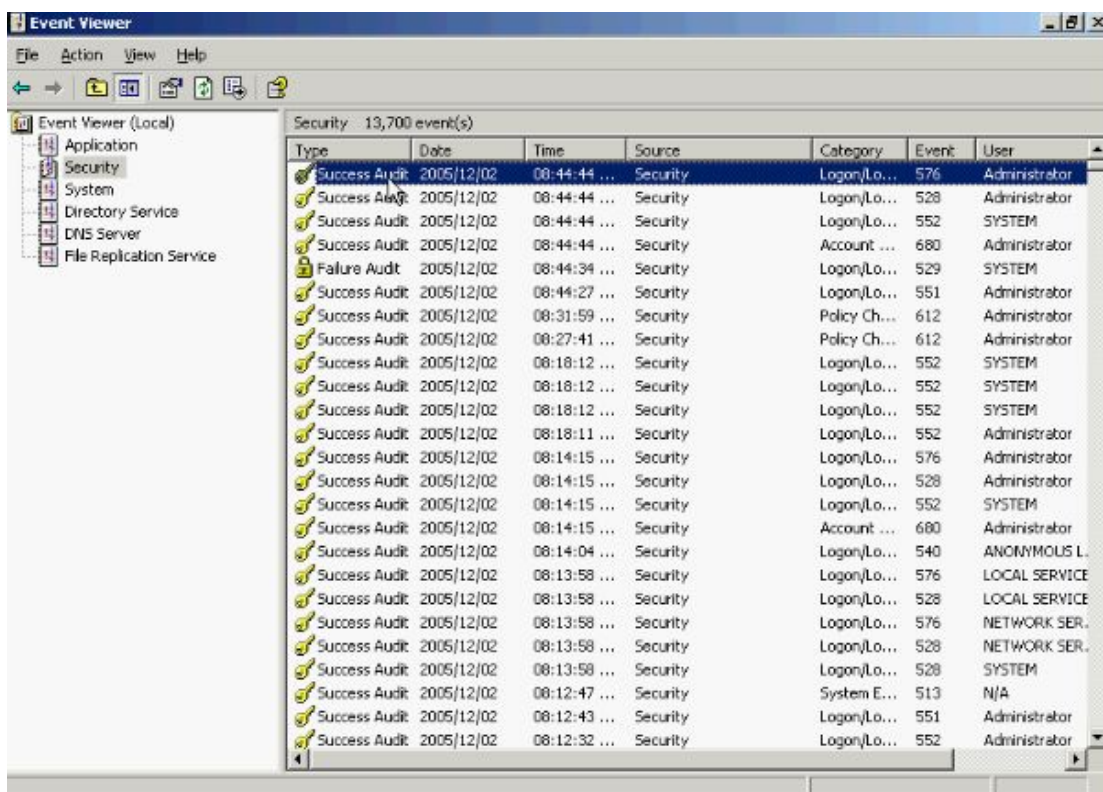 Event Viewer
File Action View Help
Event Viewer (Local)
Application
Security
System
Directory Service
DNS Server
File Replication Service
Security 13,700 event(s)
Type Date Time Source Category Event User
Success Audit 2005/12/02 08:44:44 ... Security Logon/Lo... 576 Administrator
Success Audit 2005/12/02 08:44:44 ... Security Logon/Lo... 528 Administrator
Success Audit 2005/12/02 08:44:44 ... Security Logon/Lo... 552 SYSTEM
Success Audit 2005/12/02 08:44:44 ... Security Account ... 680 Administrator
Failure Audit 2005/12/02 08:44:34 ... Security Logon/Lo... 529 SYSTEM
Success Audit 2005/12/02 08:44:27 ... Security Logon/Lo... 551 Administrator
Success Audit 2005/12/02 08:31:59 ... Security Policy Ch... 612 Administrator
Success Audit 2005/12/02 08:27:41 ... Security Policy Ch... 612 Administrator
Success Audit 2005/12/02 08:18:12 ... Security Logon/Lo... 552 SYSTEM
Success Audit 2005/12/02 08:18:12 ... Security Logon/Lo... 552 SYSTEM
Success Audit 2005/12/02 08:18:12 ... Security Logon/Lo... 552 SYSTEM
Success Audit 2005/12/02 08:18:11 ... Security Logon/Lo... 552 Administrator
Success Audit 2005/12/02 08:14:15 ... Security Logon/Lo... 576 Administrator
Success Audit 2005/12/02 08:14:15 ... Security Logon/Lo... 528 Administrator
Success Audit 2005/12/02 08:14:15 ... Security Logon/Lo... 552 SYSTEM
Success Audit 2005/12/02 08:14:15 ... Security Account ... 680 Administrator
Success Audit 2005/12/02 08:14:04 ... Security Logon/Lo... 540 ANONYMOUS L.
Success Audit 2005/12/02 08:13:58 ... Security Logon/Lo... 576 LOCAL SERVICE
Success Audit 2005/12/02 08:13:58 ... Security Logon/Lo... 528 LOCAL SERVICE
Success Audit 2005/12/02 08:13:58 ... Security Logon/Lo... 576 NETWORK SER.
Success Audit 2005/12/02 08:13:58 ... Security Logon/Lo... 528 NETWORK SER.
Success Audit 2005/12/02 08:13:58 ... Security Logon/Lo... 528 SYSTEM
Success Audit 2005/12/02 08:12:47 ... Security System E... 513 N/A
Success Audit 2005/12/02 08:12:43 ... Security Logon/Lo... 551 Administrator
Success Audit 2005/12/02 08:12:32 ... Security Logon/Lo... 552 Administrator